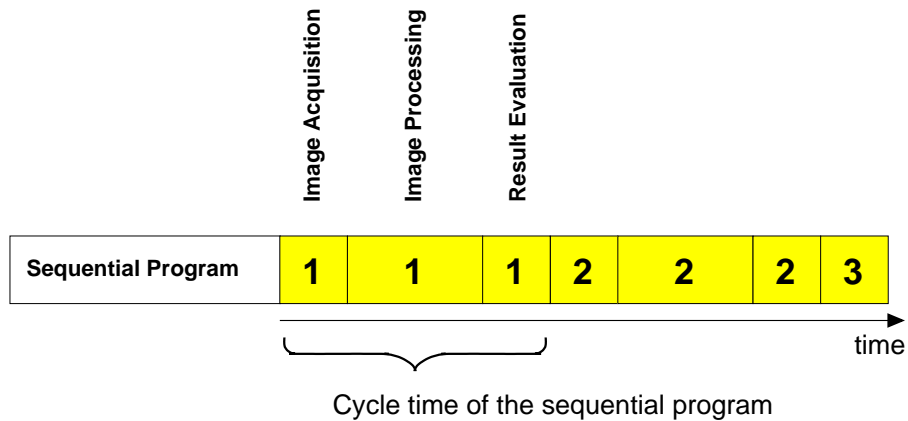 Image Acquisition
Image Processing
Result Evaluation
Sequential Program 1 1 1 2 2 2 3
time
Cycle time of the sequential program